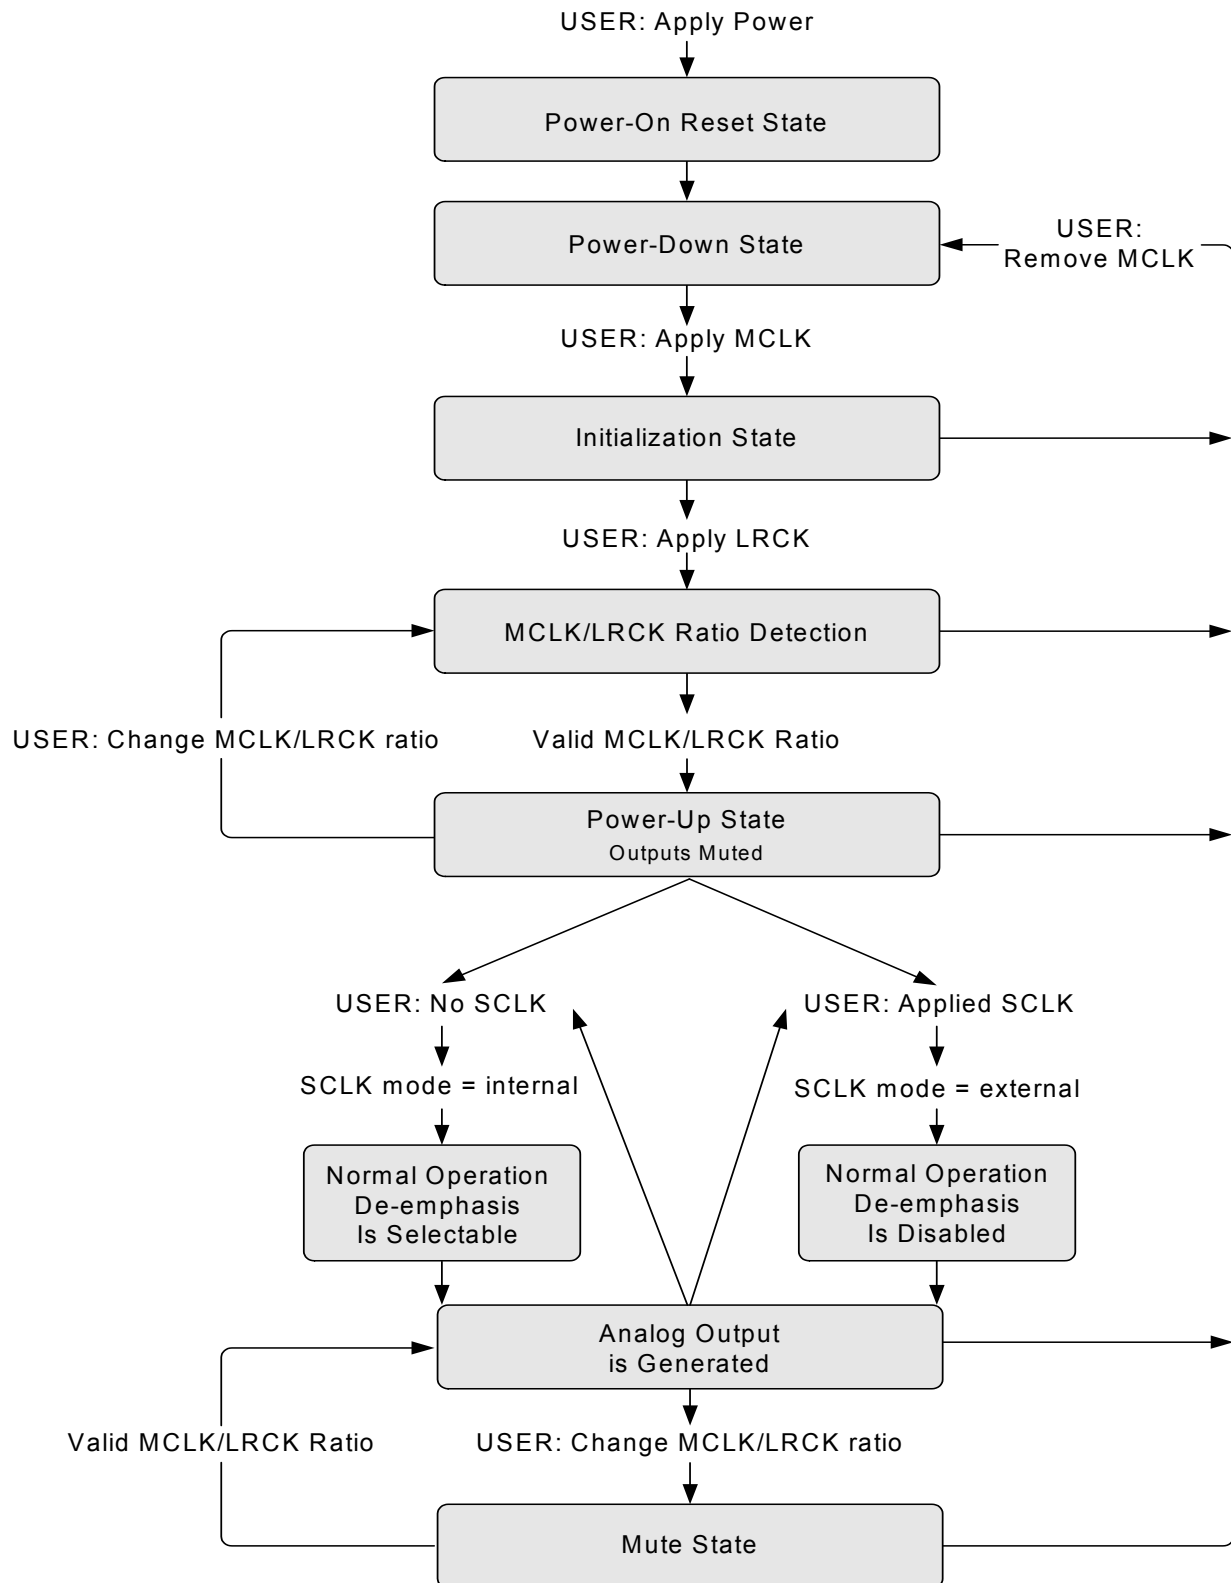 USER: Apply Power
Power-On Reset State
Power-Down State
USER:
Remove MCLK
USER: Apply MCLK
Initialization State
USER: Apply LRCK
MCLK/LRCK Ratio Detection
USER: Change MCLK/LRCK ratio
Valid MCLK/LRCK Ratio
Power-Up State
Outputs Muted
USER: No SCLK
USER: Applied SCLK
SCLK mode = internal
SCLK mode = external
Normal Operation
De-emphasis
Is Selectable
Normal Operation
De-emphasis
Is Disabled
Analog Output
is Generated
Valid MCLK/LRCK Ratio
USER: Change MCLK/LRCK ratio
Mute State